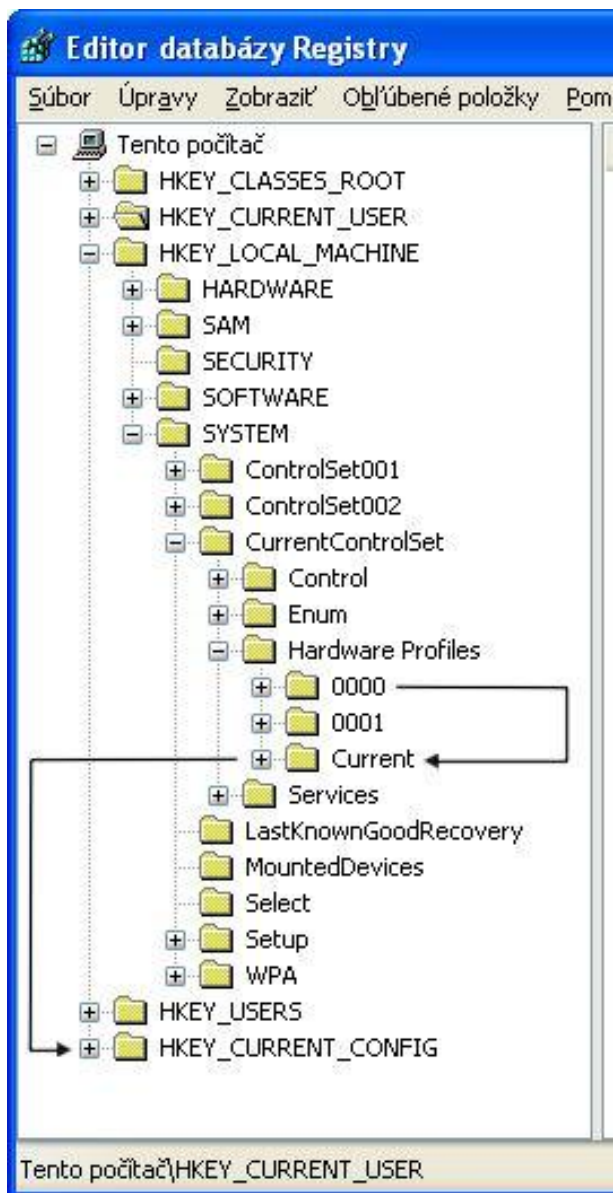 Editor databázy Registry
Súbor Úpravy Zobraziť Obľúbené položky Pom
Tento počítač
HKEY_CLASSES_ROOT
HKEY_CURRENT_USER
HKEY_LOCAL_MACHINE
HARDWARE
SAM
SECURITY
SOFTWARE
SYSTEM
ControlSet001
ControlSet002
CurrentControlSet
Control
Enum
Hardware Profiles
0000
0001
Current
Services
LastKnownGoodRecovery
MountedDevices
Select
Setup
WPA
HKEY_USERS
HKEY_CURRENT_CONFIG
Tento počítač\HKEY_CURRENT_USER